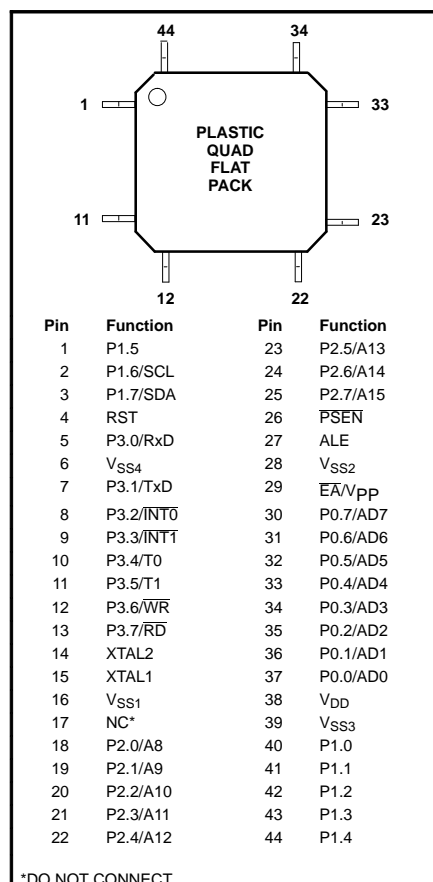 44 34
1 33
PLASTIC
QUAD
FLAT
PACK
11 23
12 22
Pin Function Pin Function
1 P1.5 23 P2.5/A13
2 P1.6/SCL 24 P2.6/A14
3 P1.7/SDA 25 P2.7/A15
4 RST 26 P̅S̅E̅N̅
5 P3.0/RxD 27 ALE
6 VSS4 28 VSS2
7 P3.1/TxD 29 E̅A̅/VPP
8 P3.2/I̅N̅T̅0̅ 30 P0.7/AD7
9 P3.3/I̅N̅T̅1̅ 31 P0.6/AD6
10 P3.4/T0 32 P0.5/AD5
11 P3.5/T1 33 P0.4/AD4
12 P3.6/W̅R̅ 34 P0.3/AD3
13 P3.7/R̅D̅ 35 P0.2/AD2
14 XTAL2 36 P0.1/AD1
15 XTAL1 37 P0.0/AD0
16 VSS1 38 VDD
17 NC* 39 VSS3
18 P2.0/A8 40 P1.0
19 P2.1/A9 41 P1.1
20 P2.2/A10 42 P1.2
21 P2.3/A11 43 P1.3
22 P2.4/A12 44 P1.4
*DO NOT CONNECT